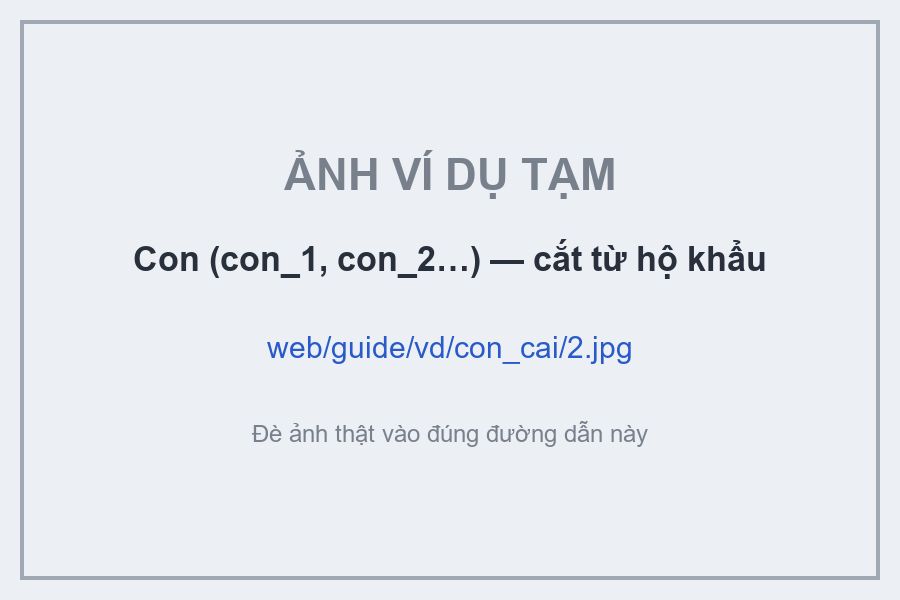 ẢNH VÍ DỤ TẠM
Con (con_1, con_2…) — cắt từ hộ khẩu
web/guide/vd/con_cai/2.jpg
Đè ảnh thật vào đúng đường dẫn này